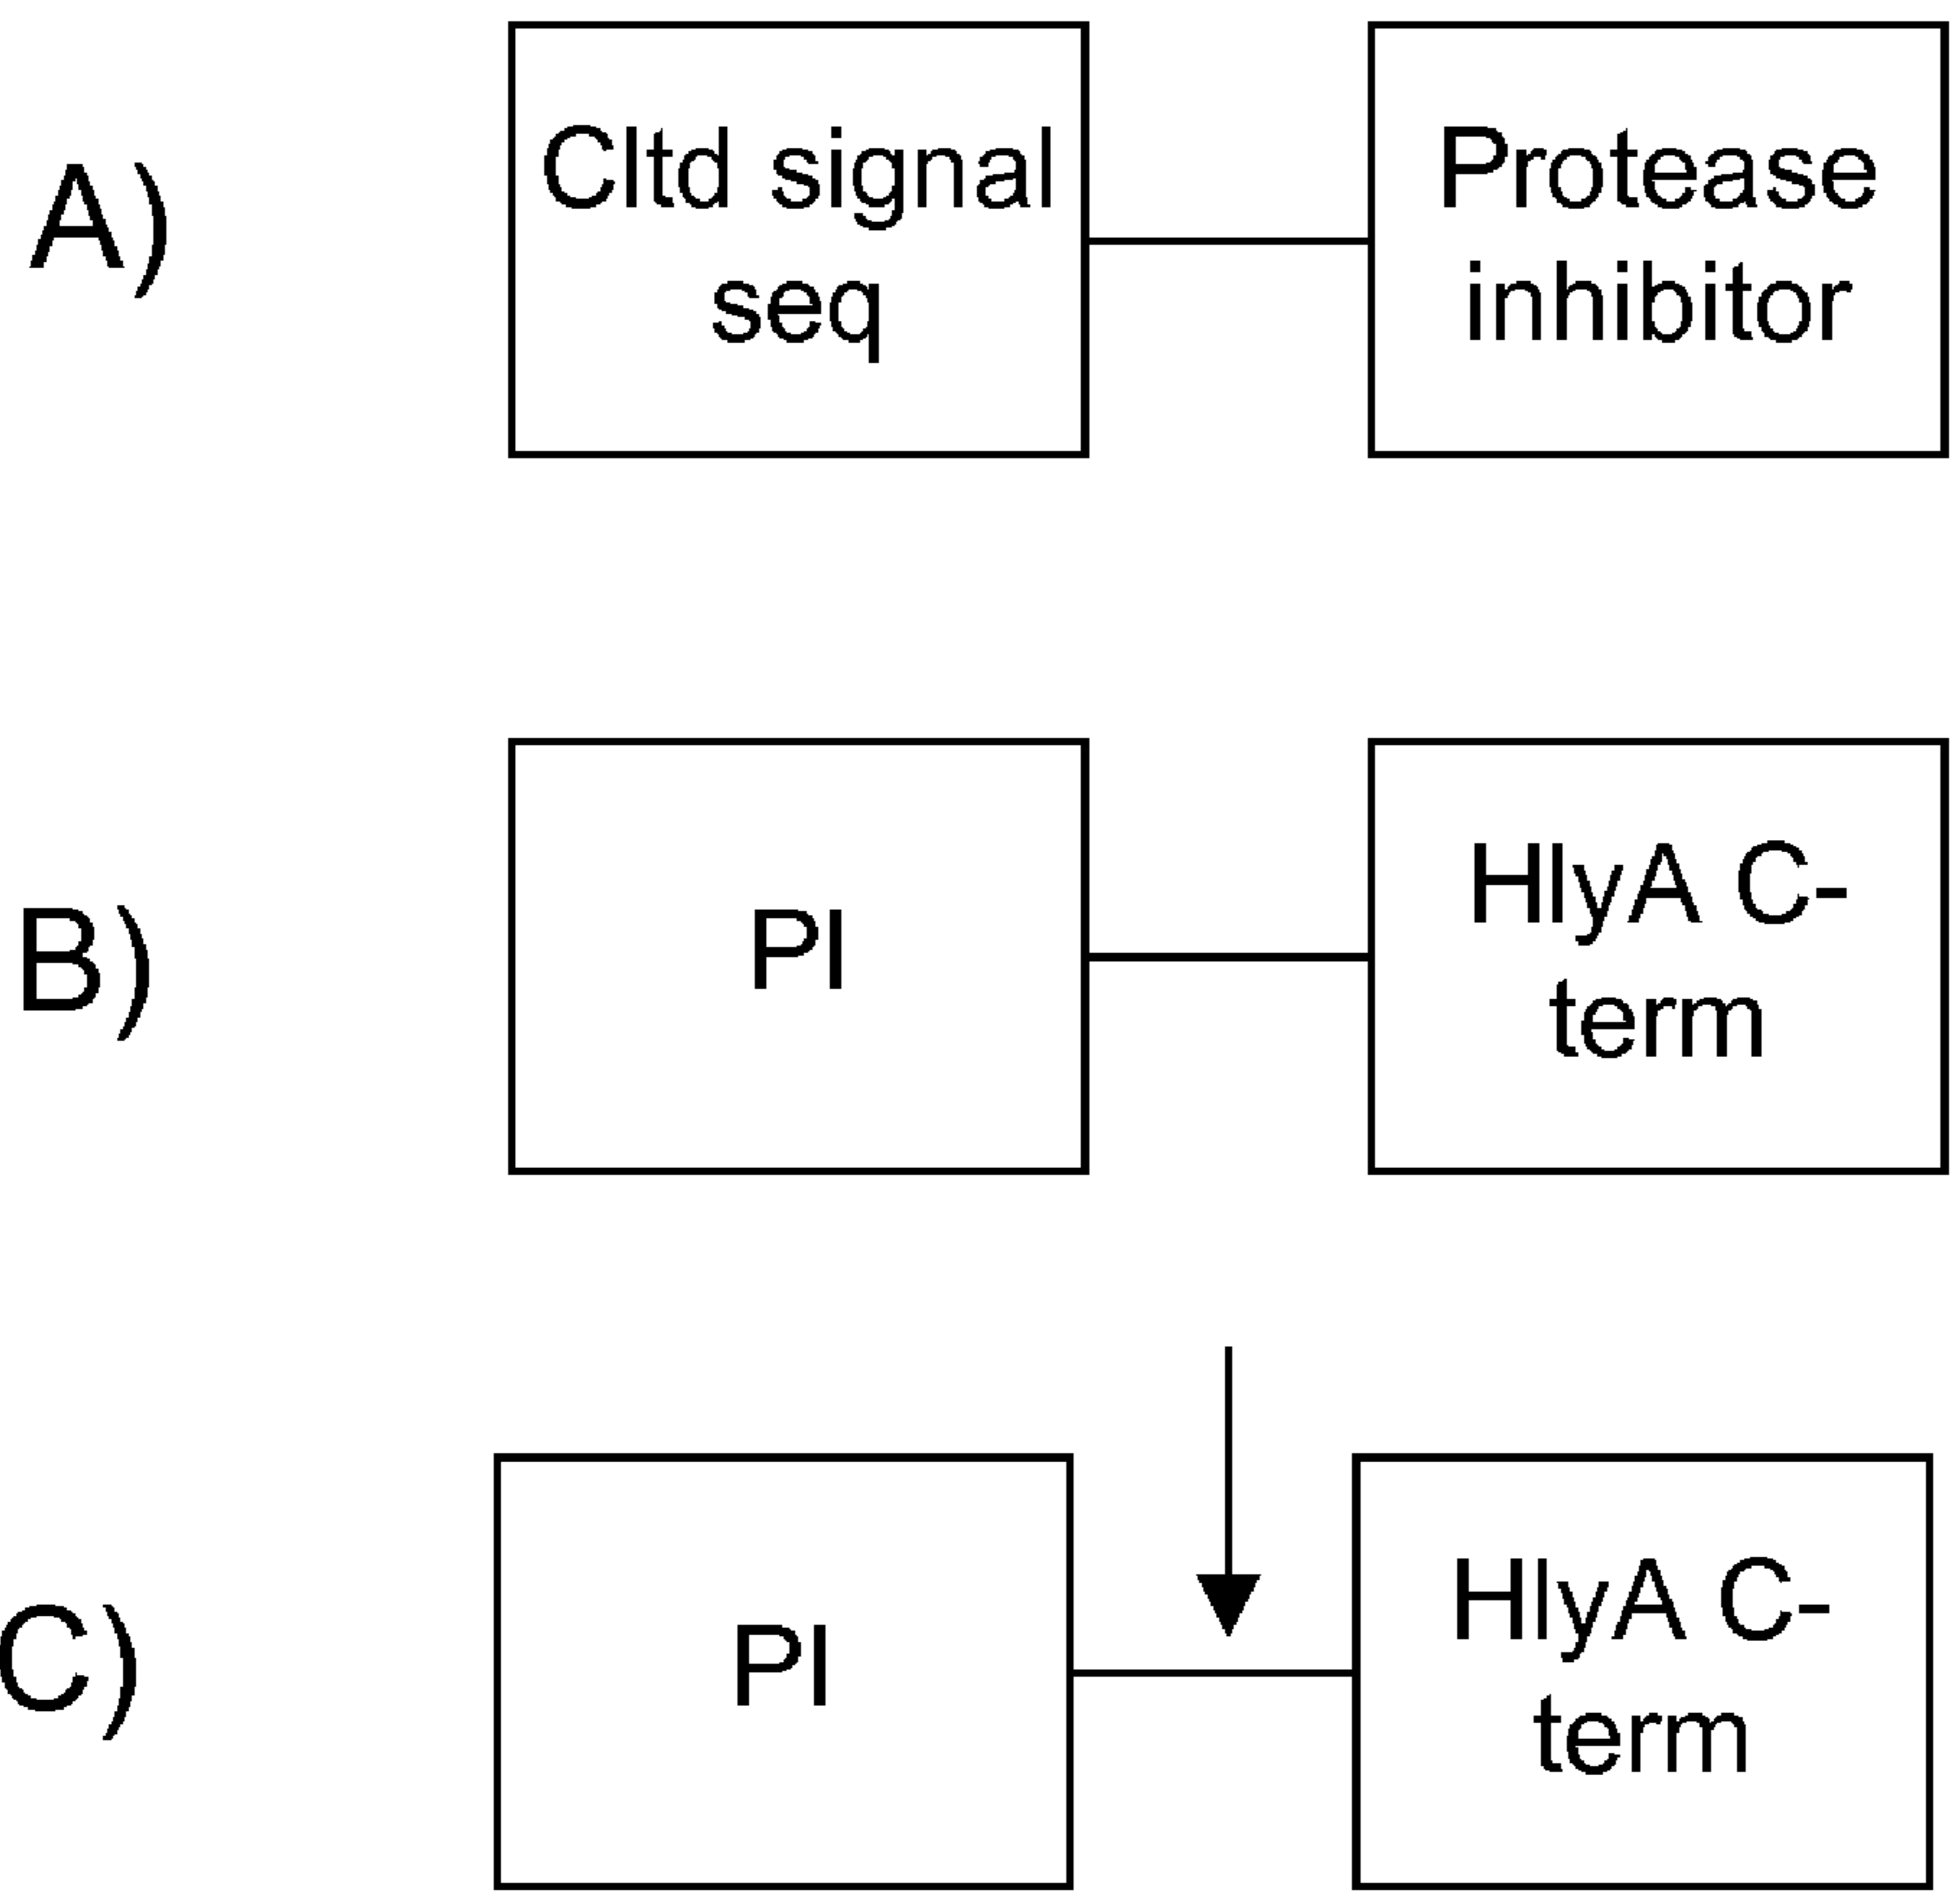 A)
Cltd signal
seq
Protease
inhibitor
B)
PI
HlyA C-
term
C)
PI
HlyA C-
term